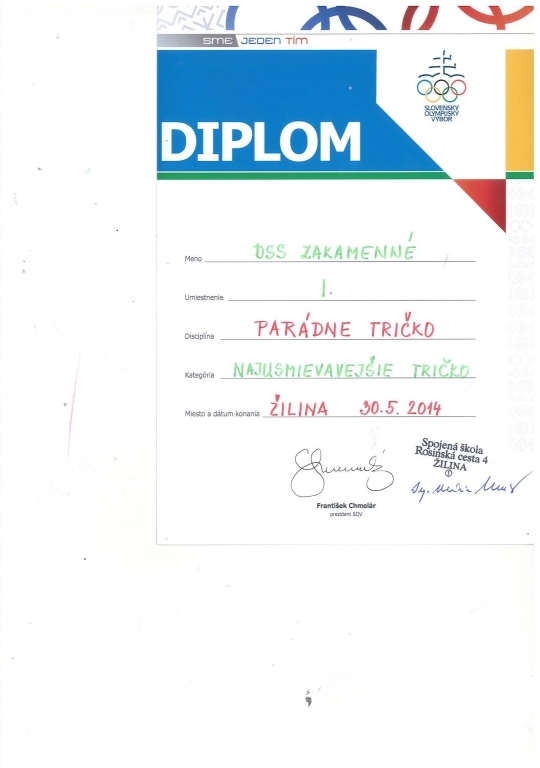 SME JEDEN TÍM
SLOVENSKÝ
OLYMPIJSKÝ
VÝBOR
DIPLOM
Meno DSS ZAKAMENNÉ
Umiestnenie 1.
Disciplína PARÁDNE TRIČKO
Kategória NAJUSMIEVAVEJŠIE TRIČKO
Miesto a dátum konania ŽILINA 30.5.2014
Spojená škola
Rosinská cesta 4
ŽILINA
František Chmelár
prezident SOV